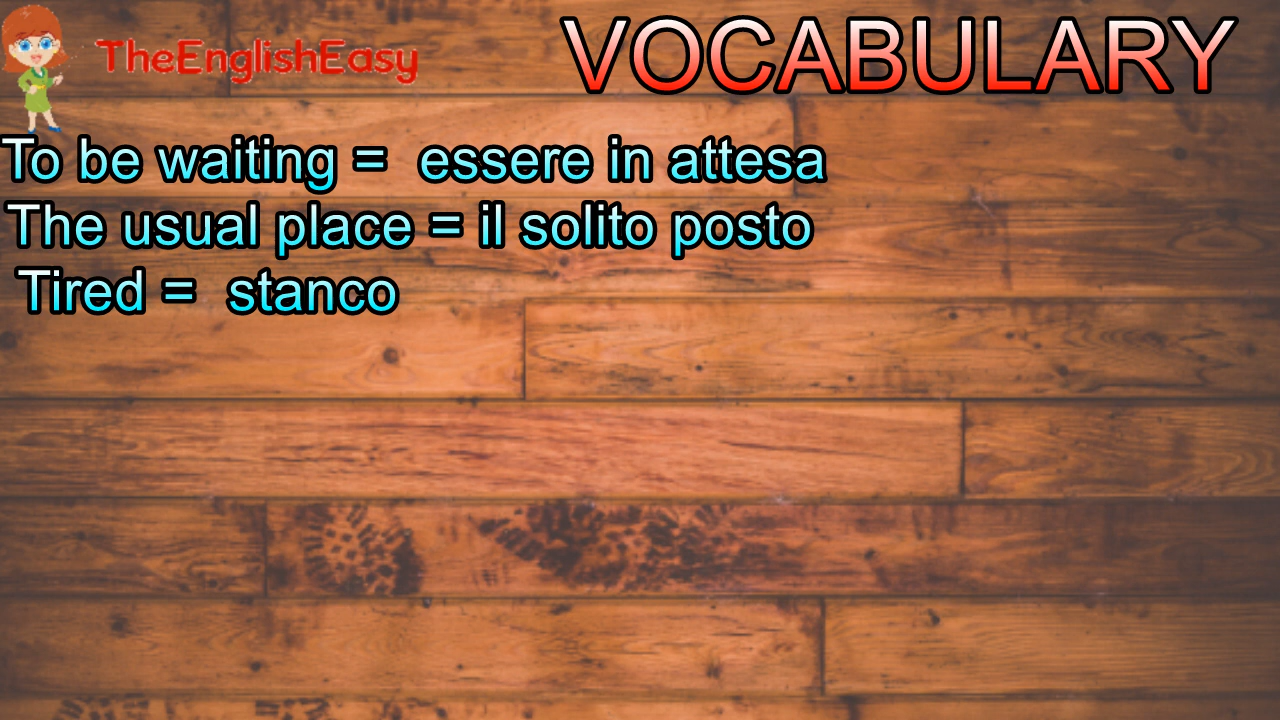 TheEnglishEasy
VOCABULARY
To be waiting = essere in attesa
The usual place = il solito posto
Tired = stanco